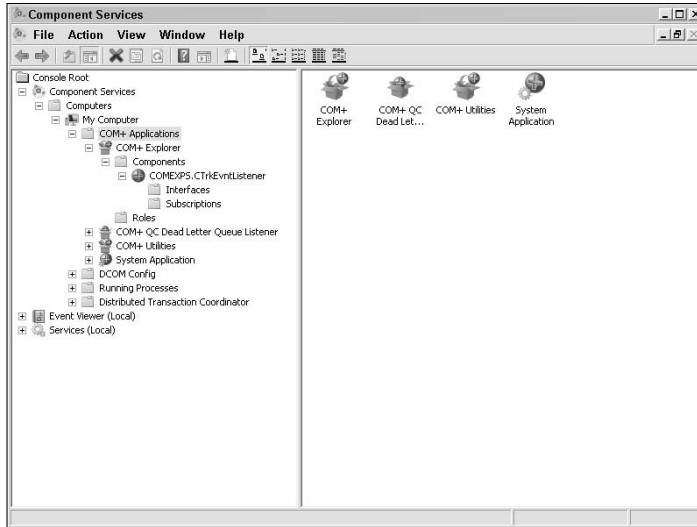 Component Services
File Action View Window Help
Console Root
Component Services
Computers
My Computer
COM+ Applications
COM+ Explorer
Components
COMEXPS.CTrkEvntListener
Interfaces
Subscriptions
Roles
COM+ QC Dead Letter Queue Listener
COM+ Utilities
System Application
DCOM Config
Running Processes
Distributed Transaction Coordinator
Event Viewer (Local)
Services (Local)
COM+ Explorer
COM+ QC Dead Let...
COM+ Utilities
System Application